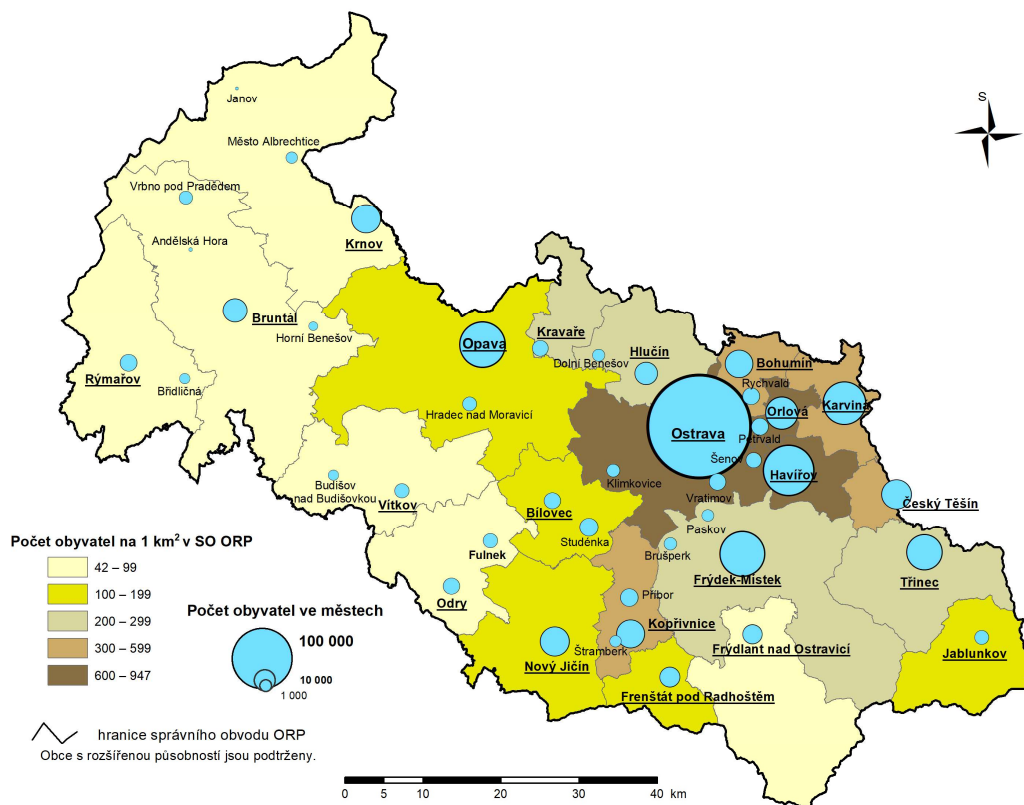 S
Janov
Město Albrechtice
Vrbno pod Pradědem
Krnov
Andělská Hora
Bruntál
Horní Benešov
Opava
Kravaře
Dolní Benešov
Hlučín
Bohumín
Rychvald
Rýmařov
Břidličná
Karviná
Orlová
Hradec nad Moravicí
Ostrava
Petřvald
Šenov
Havířov
Klimkovice
Budišov
nad Budišovkou
Vítkov
Bílovec
Vratimov
Český Těšín
Paskov
Studénka
Počet obyvatel na 1 km² v SO ORP
Fulnek
Brušperk
42 – 99
Frýdek-Místek
Třinec
100 – 199
Odry
Příbor
200 – 299
Počet obyvatel ve městech
Kopřivnice
300 – 599
100 000
Štramberk
Frýdlant nad Ostravicí
Jablunkov
Nový Jičín
600 – 947
10 000
1 000
Frenštát pod Radhoštěm
hranice správního obvodu ORP
Obce s rozšířenou působností jsou podtrženy.
0 5 10 20 30 40 km